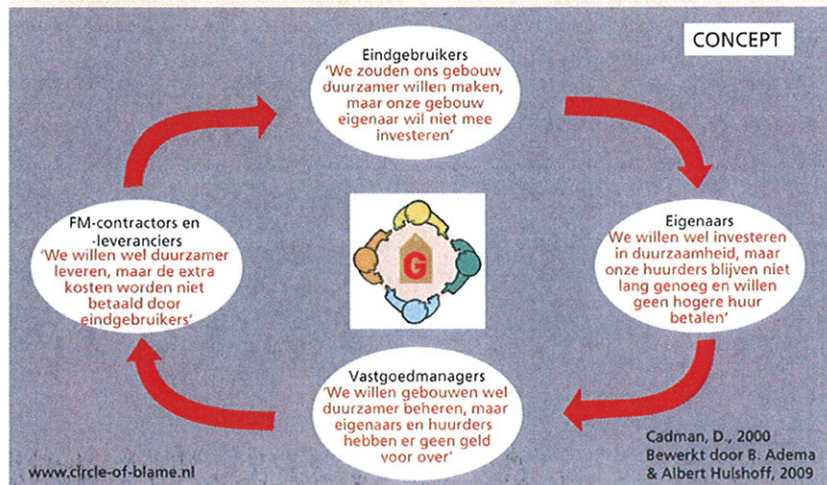 CONCEPT
Eindgebruikers
‘We zouden ons gebouw
duurzamer willen maken,
maar onze gebouw
eigenaar wil niet mee
investeren’
Eigenaars
We willen wel investeren
in duurzaamheid, maar
onze huurders blijven niet
lang genoeg en willen
geen hogere huur
betalen’
Vastgoedmanagers
‘We willen gebouwen wel
duurzamer beheren, maar
eigenaars en huurders
hebben er geen geld
voor over’
FM-contractors en
-leveranciers
‘We willen wel duurzamer
leveren, maar de extra
kosten worden niet
betaald door
eindgebruikers’
G
www.circle-of-blame.nl
Cadman, D., 2000
Bewerkt door B. Adema
& Albert Hulshoff, 2009